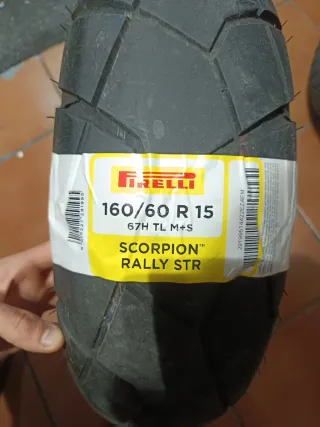 PIRELLI
160/60 R 15
67H TL M+S
SCORPION™
RALLY STR